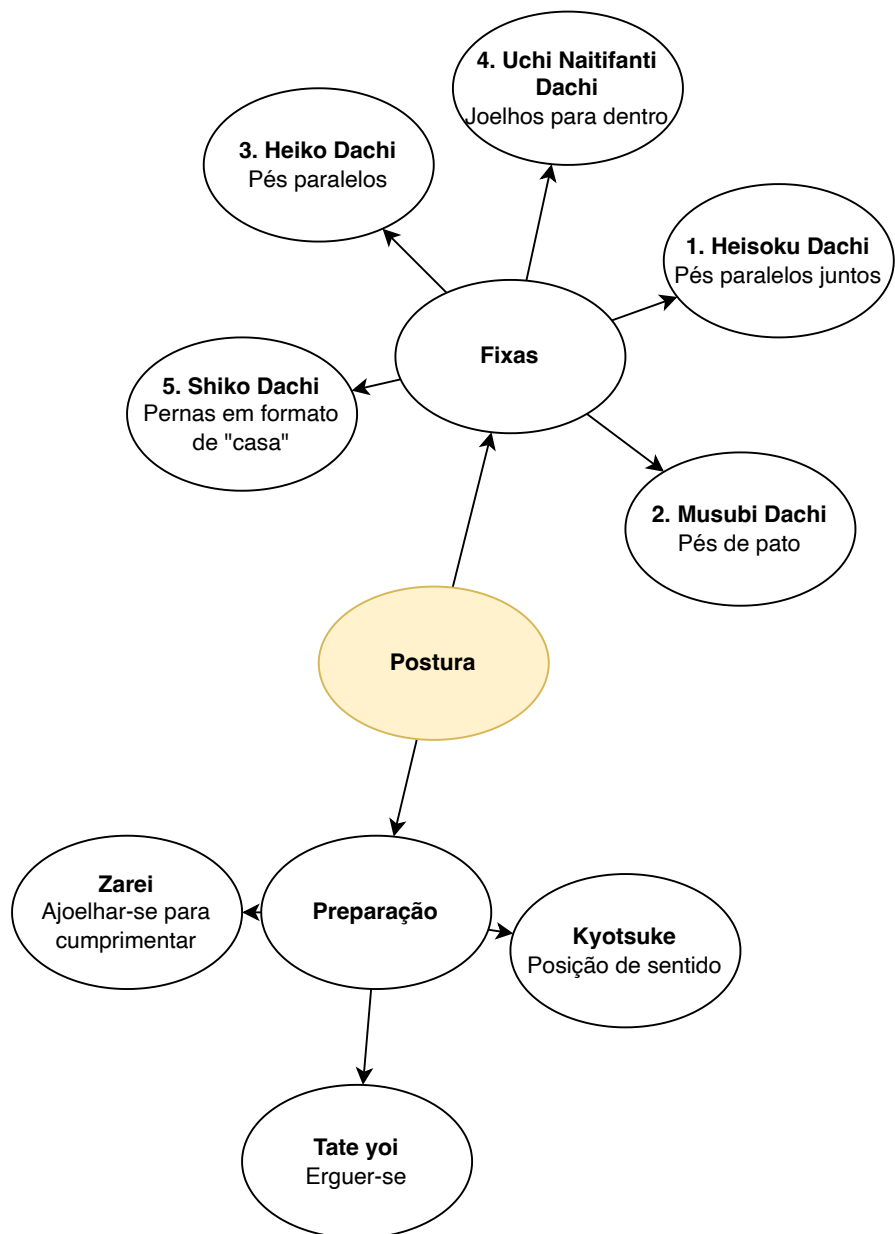 4. Uchi Naitifanti
Dachi
Joelhos para dentro
3. Heiko Dachi
Pés paralelos
1. Heisoku Dachi
Pés paralelos juntos
Fixas
5. Shiko Dachi
Pernas em formato
de "casa"
2. Musubi Dachi
Pés de pato
Postura
Zarei
Ajoelhar-se para
cumprimentar
Preparação
Kyotsuke
Posição de sentido
Tate yoi
Erguer-se